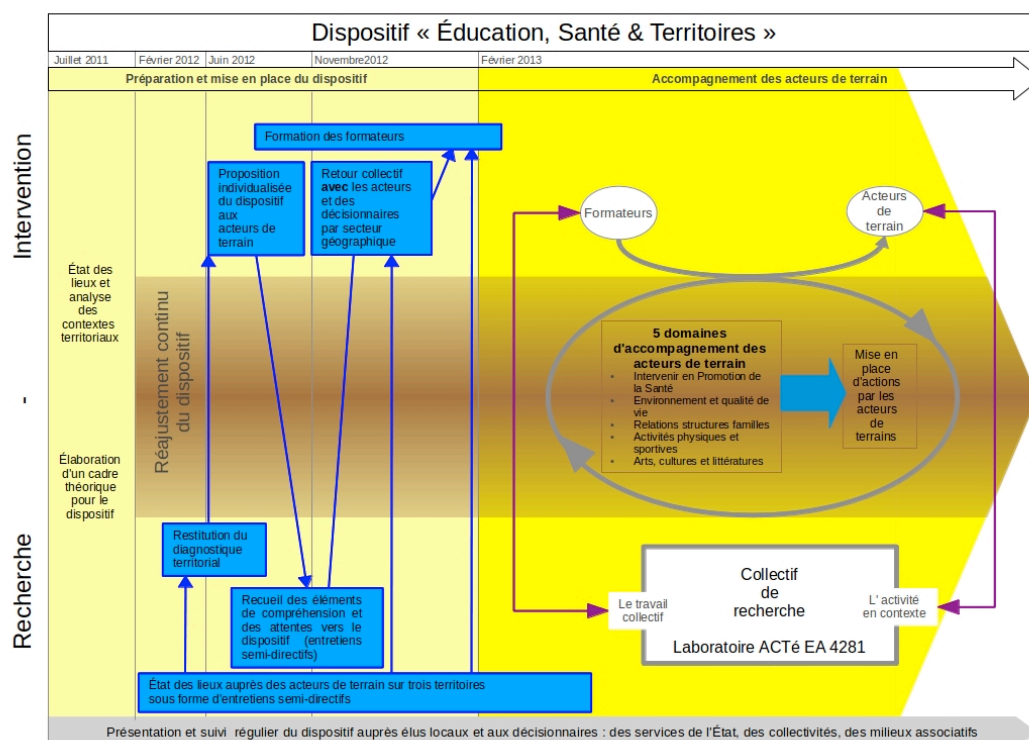 Dispositif « Éducation, Santé & Territoires »
Juillet 2011
Février 2012
Juin 2012
Novembre2012
Février 2013
Préparation et mise en place du dispositif
Accompagnement des acteurs de terrain
Intervention
-
Recherche
État des
lieux et
analyse
des
contextes
territoriaux
Élaboration
d'un cadre
théorique
pour le
dispositif
Réajustement continu
du dispositif
Formation des formateurs
Proposition
individualisée
du dispositif
aux
acteurs de
terrain
Retour collectif
avec les acteurs
et des
décisionnaires
par secteur
géographique
Restitution du
diagnostique
territorial
Recueil des éléments
de compréhension et
des attentes vers le
dispositif (entretiens
semi-directifs)
État des lieux auprès des acteurs de terrain sur trois territoires
sous forme d'entretiens semi-directifs
Formateurs
Acteurs
de
terrain
5 domaines
d'accompagnement des
acteurs de terrain
• Intervenir en Promotion de
la Santé
• Environnement et qualité de
vie
• Relations structures familles
• Activités physiques et
sportives
• Arts, cultures et littératures
Mise en
place
d'actions
par les
acteurs
de
terrains
Collectif
de
recherche
Laboratoire ACTé EA 4281
Le travail
collectif
L' activité
en contexte
Présentation et suivi régulier du dispositif auprès élus locaux et aux décisionnaires : des services de l'État, des collectivités, des milieux associatifs